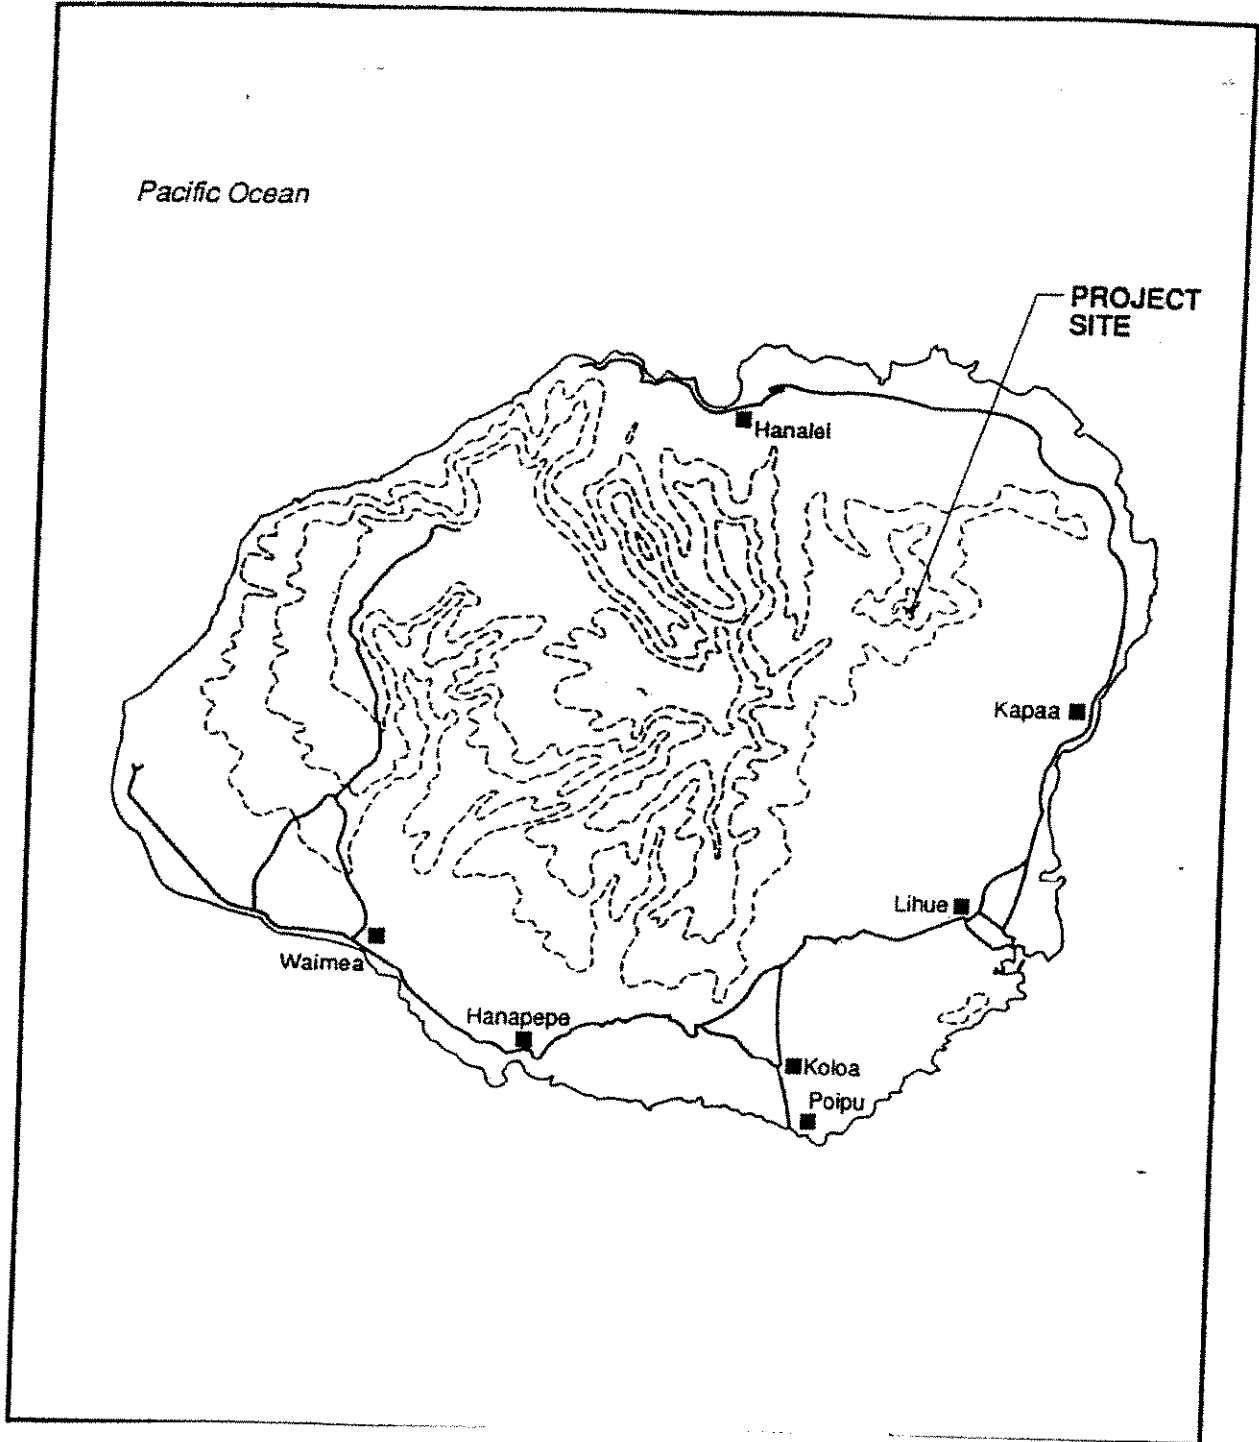 Pacific Ocean
PROJECT
SITE
Hanalei
Kapaa
Lihue
Waimea
Hanapepe
Koloa
Poipu